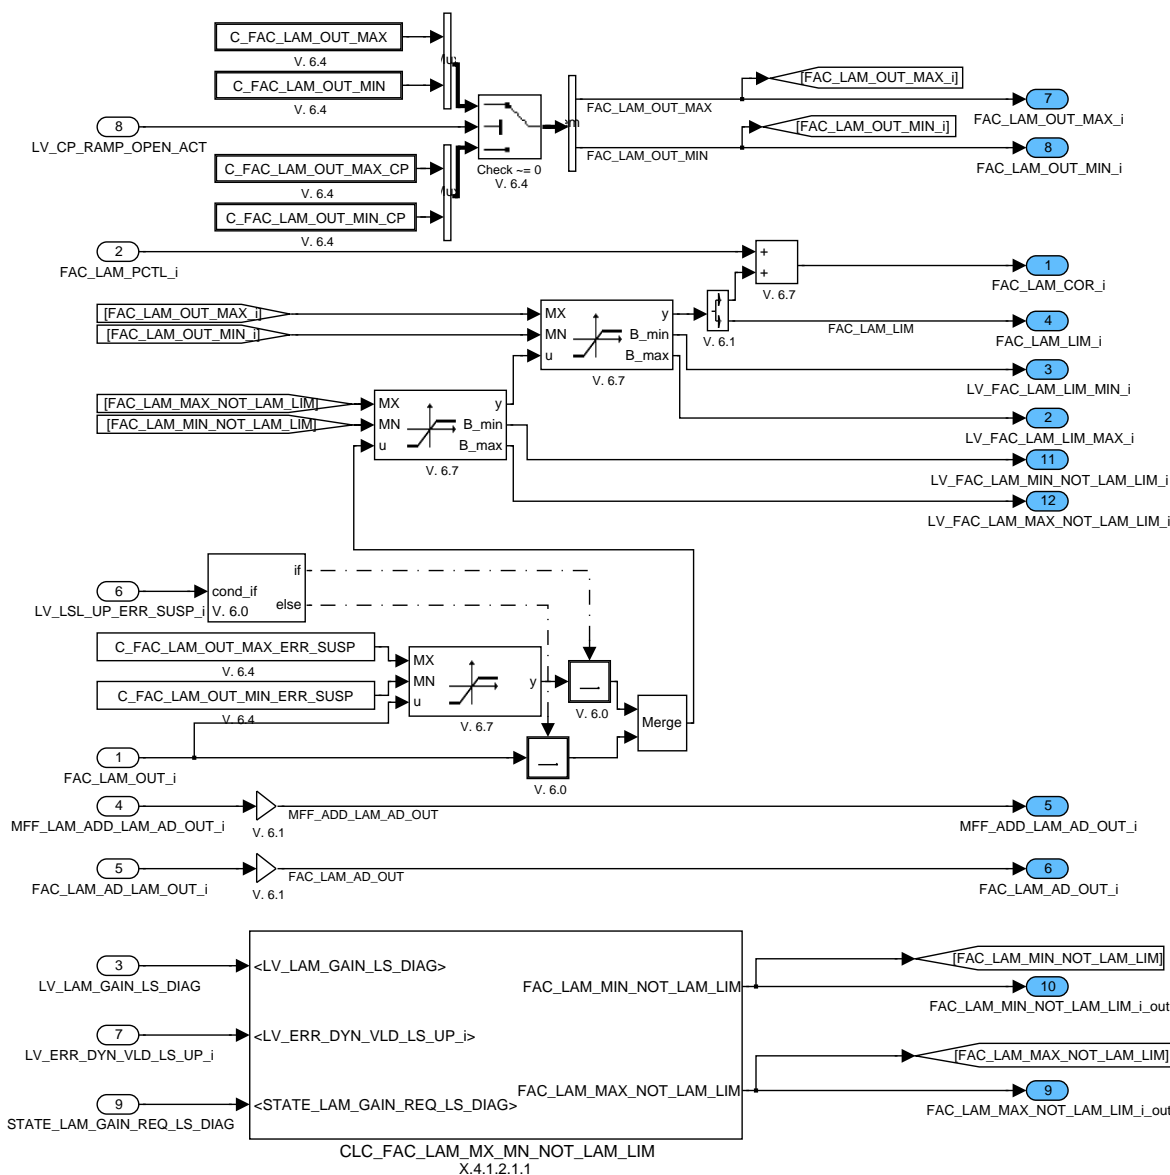 C_FAC_LAM_OUT_MAX
V. 6.4
C_FAC_LAM_OUT_MIN
V. 6.4
8
LV_CP_RAMP_OPEN_ACT
C_FAC_LAM_OUT_MAX_CP
V. 6.4
C_FAC_LAM_OUT_MIN_CP
V. 6.4
Check ~= 0
V. 6.4
FAC_LAM_OUT_MAX
[FAC_LAM_OUT_MAX_i]
7
FAC_LAM_OUT_MAX_i
FAC_LAM_OUT_MIN
[FAC_LAM_OUT_MIN_i]
8
FAC_LAM_OUT_MIN_i
2
FAC_LAM_PCTL_i
+
+
V. 6.7
1
FAC_LAM_COR_i
[FAC_LAM_OUT_MAX_i]
[FAC_LAM_OUT_MIN_i]
MX
MN
u
y
B_min
B_max
V. 6.7
V. 6.1
FAC_LAM_LIM
4
FAC_LAM_LIM_i
3
LV_FAC_LAM_LIM_MIN_i
2
LV_FAC_LAM_LIM_MAX_i
[FAC_LAM_MAX_NOT_LAM_LIM]
[FAC_LAM_MIN_NOT_LAM_LIM]
MX
MN
u
y
B_min
B_max
V. 6.7
11
LV_FAC_LAM_MIN_NOT_LAM_LIM_i
12
LV_FAC_LAM_MAX_NOT_LAM_LIM_i
6
LV_LSL_UP_ERR_SUSP_i
cond_if
if
else
V. 6.0
C_FAC_LAM_OUT_MAX_ERR_SUSP
V. 6.4
C_FAC_LAM_OUT_MIN_ERR_SUSP
V. 6.4
MX
MN
u
y
V. 6.7
V. 6.0
Merge
1
FAC_LAM_OUT_i
V. 6.0
4
MFF_LAM_ADD_LAM_AD_OUT_i
V. 6.1
MFF_ADD_LAM_AD_OUT
5
MFF_ADD_LAM_AD_OUT_i
5
FAC_LAM_AD_LAM_OUT_i
V. 6.1
FAC_LAM_AD_OUT
6
FAC_LAM_AD_OUT_i
3
LV_LAM_GAIN_LS_DIAG
<LV_LAM_GAIN_LS_DIAG>
FAC_LAM_MIN_NOT_LAM_LIM
[FAC_LAM_MIN_NOT_LAM_LIM]
10
FAC_LAM_MIN_NOT_LAM_LIM_i_out
7
LV_ERR_DYN_VLD_LS_UP_i
<LV_ERR_DYN_VLD_LS_UP_i>
FAC_LAM_MAX_NOT_LAM_LIM
[FAC_LAM_MAX_NOT_LAM_LIM]
9
FAC_LAM_MAX_NOT_LAM_LIM_i_out
9
STATE_LAM_GAIN_REQ_LS_DIAG
<STATE_LAM_GAIN_REQ_LS_DIAG>
CLC_FAC_LAM_MX_MN_NOT_LAM_LIM
X.4.1.2.1.1